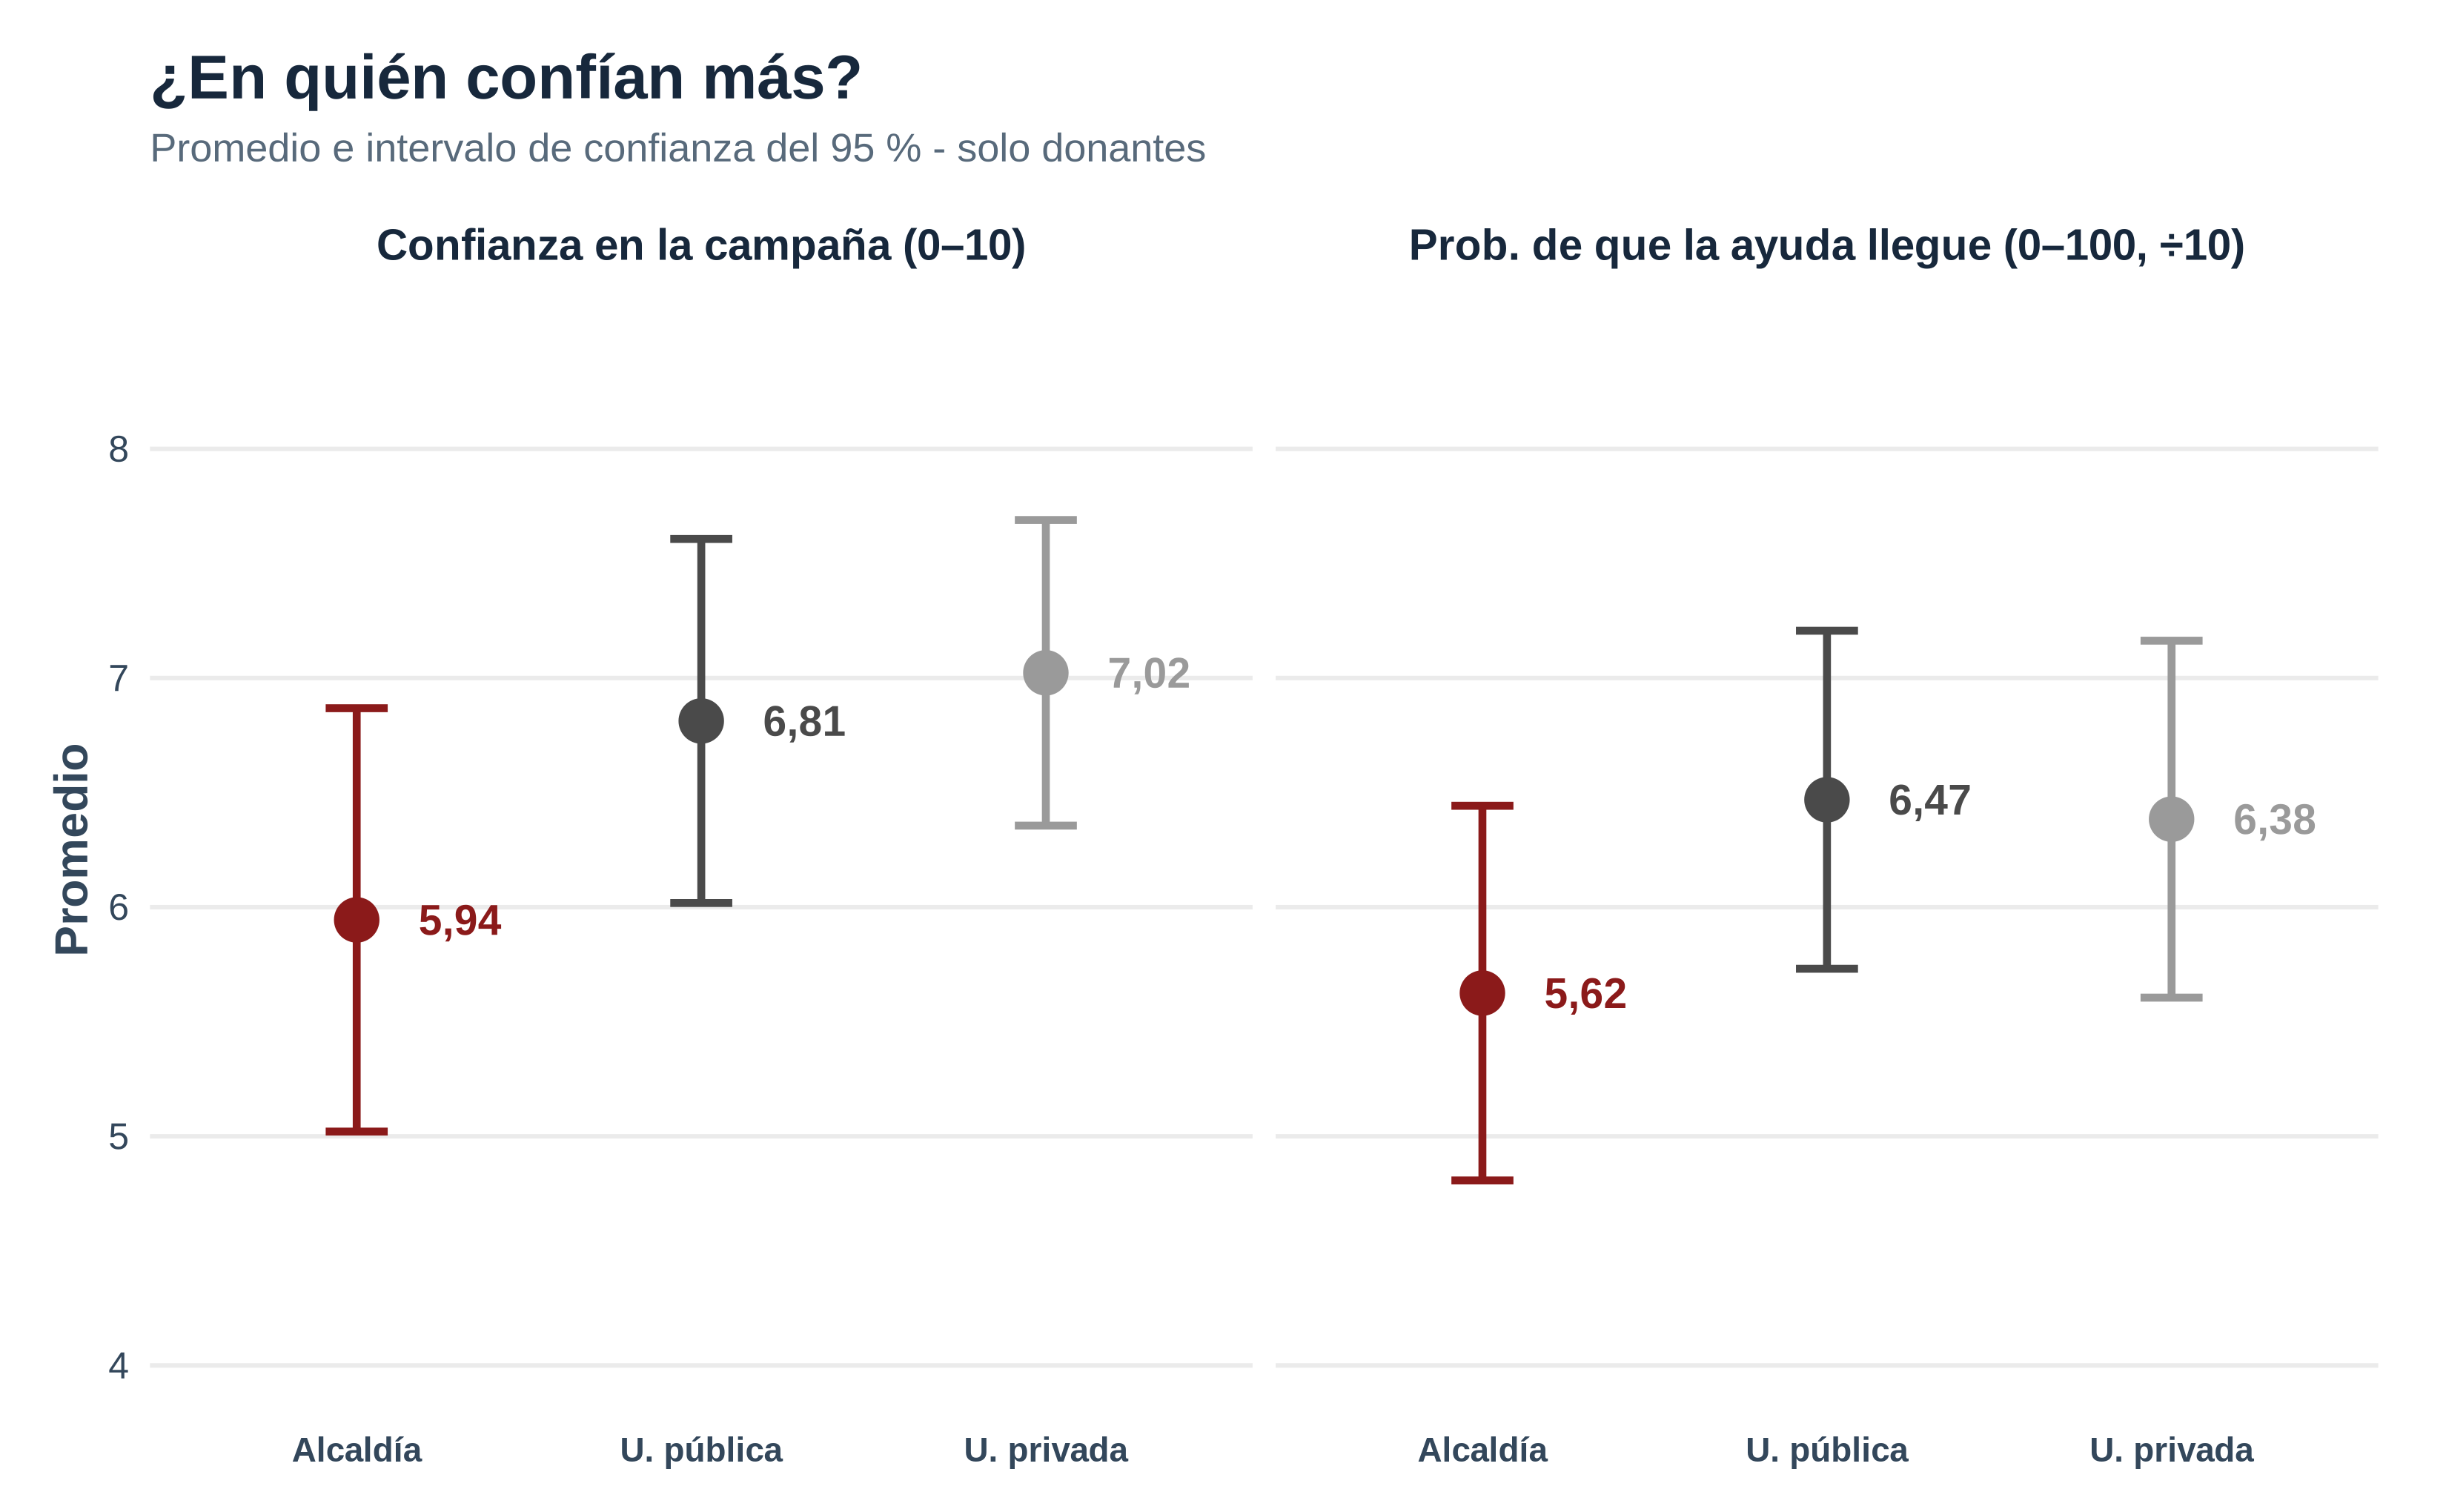 ¿En quién confían más?
Promedio e intervalo de confianza del 95 % - solo donantes
Confianza en la campaña (0–10)
Prob. de que la ayuda llegue (0–100, ÷10)
Promedio
8
7
6
5
4
5,94
6,81
7,02
5,62
6,47
6,38
Alcaldía
U. pública
U. privada
Alcaldía
U. pública
U. privada